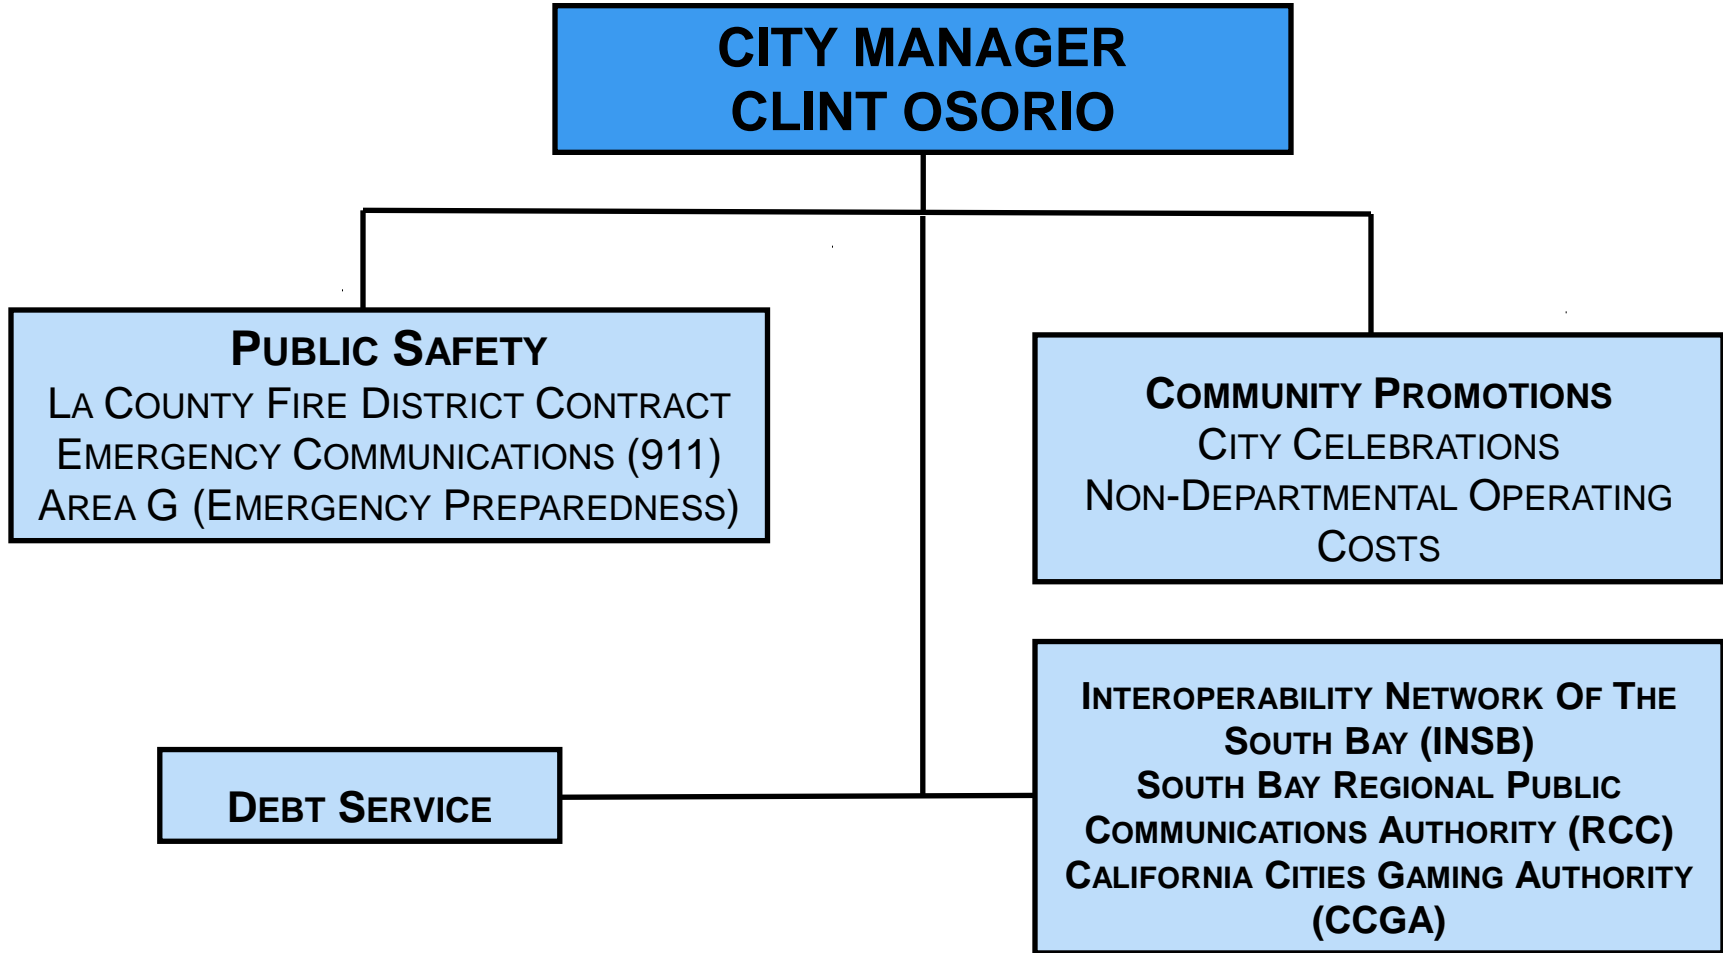 CITY MANAGER
CLINT OSORIO
PUBLIC SAFETY
LA COUNTY FIRE DISTRICT CONTRACT
EMERGENCY COMMUNICATIONS (911)
AREA G (EMERGENCY PREPAREDNESS)
COMMUNITY PROMOTIONS
CITY CELEBRATIONS
NON-DEPARTMENTAL OPERATING
COSTS
DEBT SERVICE
INTEROPERABILITY NETWORK OF THE
SOUTH BAY (INSB)
SOUTH BAY REGIONAL PUBLIC
COMMUNICATIONS AUTHORITY (RCC)
CALIFORNIA CITIES GAMING AUTHORITY
(CCGA)